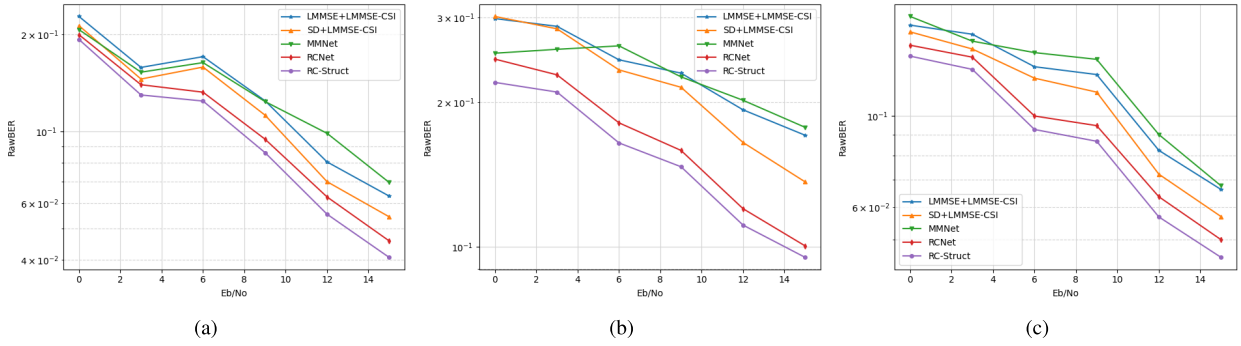 2 × 10⁻¹
10⁻¹
6 × 10⁻²
4 × 10⁻²
RawBER
0 2 4 6 8 10 12 14
Eb/No
LMMSE+LMMSE-CSI
SD+LMMSE-CSI
MMNet
RCNet
RC-Struct
(a)
3 × 10⁻¹
2 × 10⁻¹
10⁻¹
RawBER
0 2 4 6 8 10 12 14
Eb/No
LMMSE+LMMSE-CSI
SD+LMMSE-CSI
MMNet
RCNet
RC-Struct
(b)
10⁻¹
6 × 10⁻²
RawBER
0 2 4 6 8 10 12 14
Eb/No
LMMSE+LMMSE-CSI
SD+LMMSE-CSI
MMNet
RCNet
RC-Struct
(c)